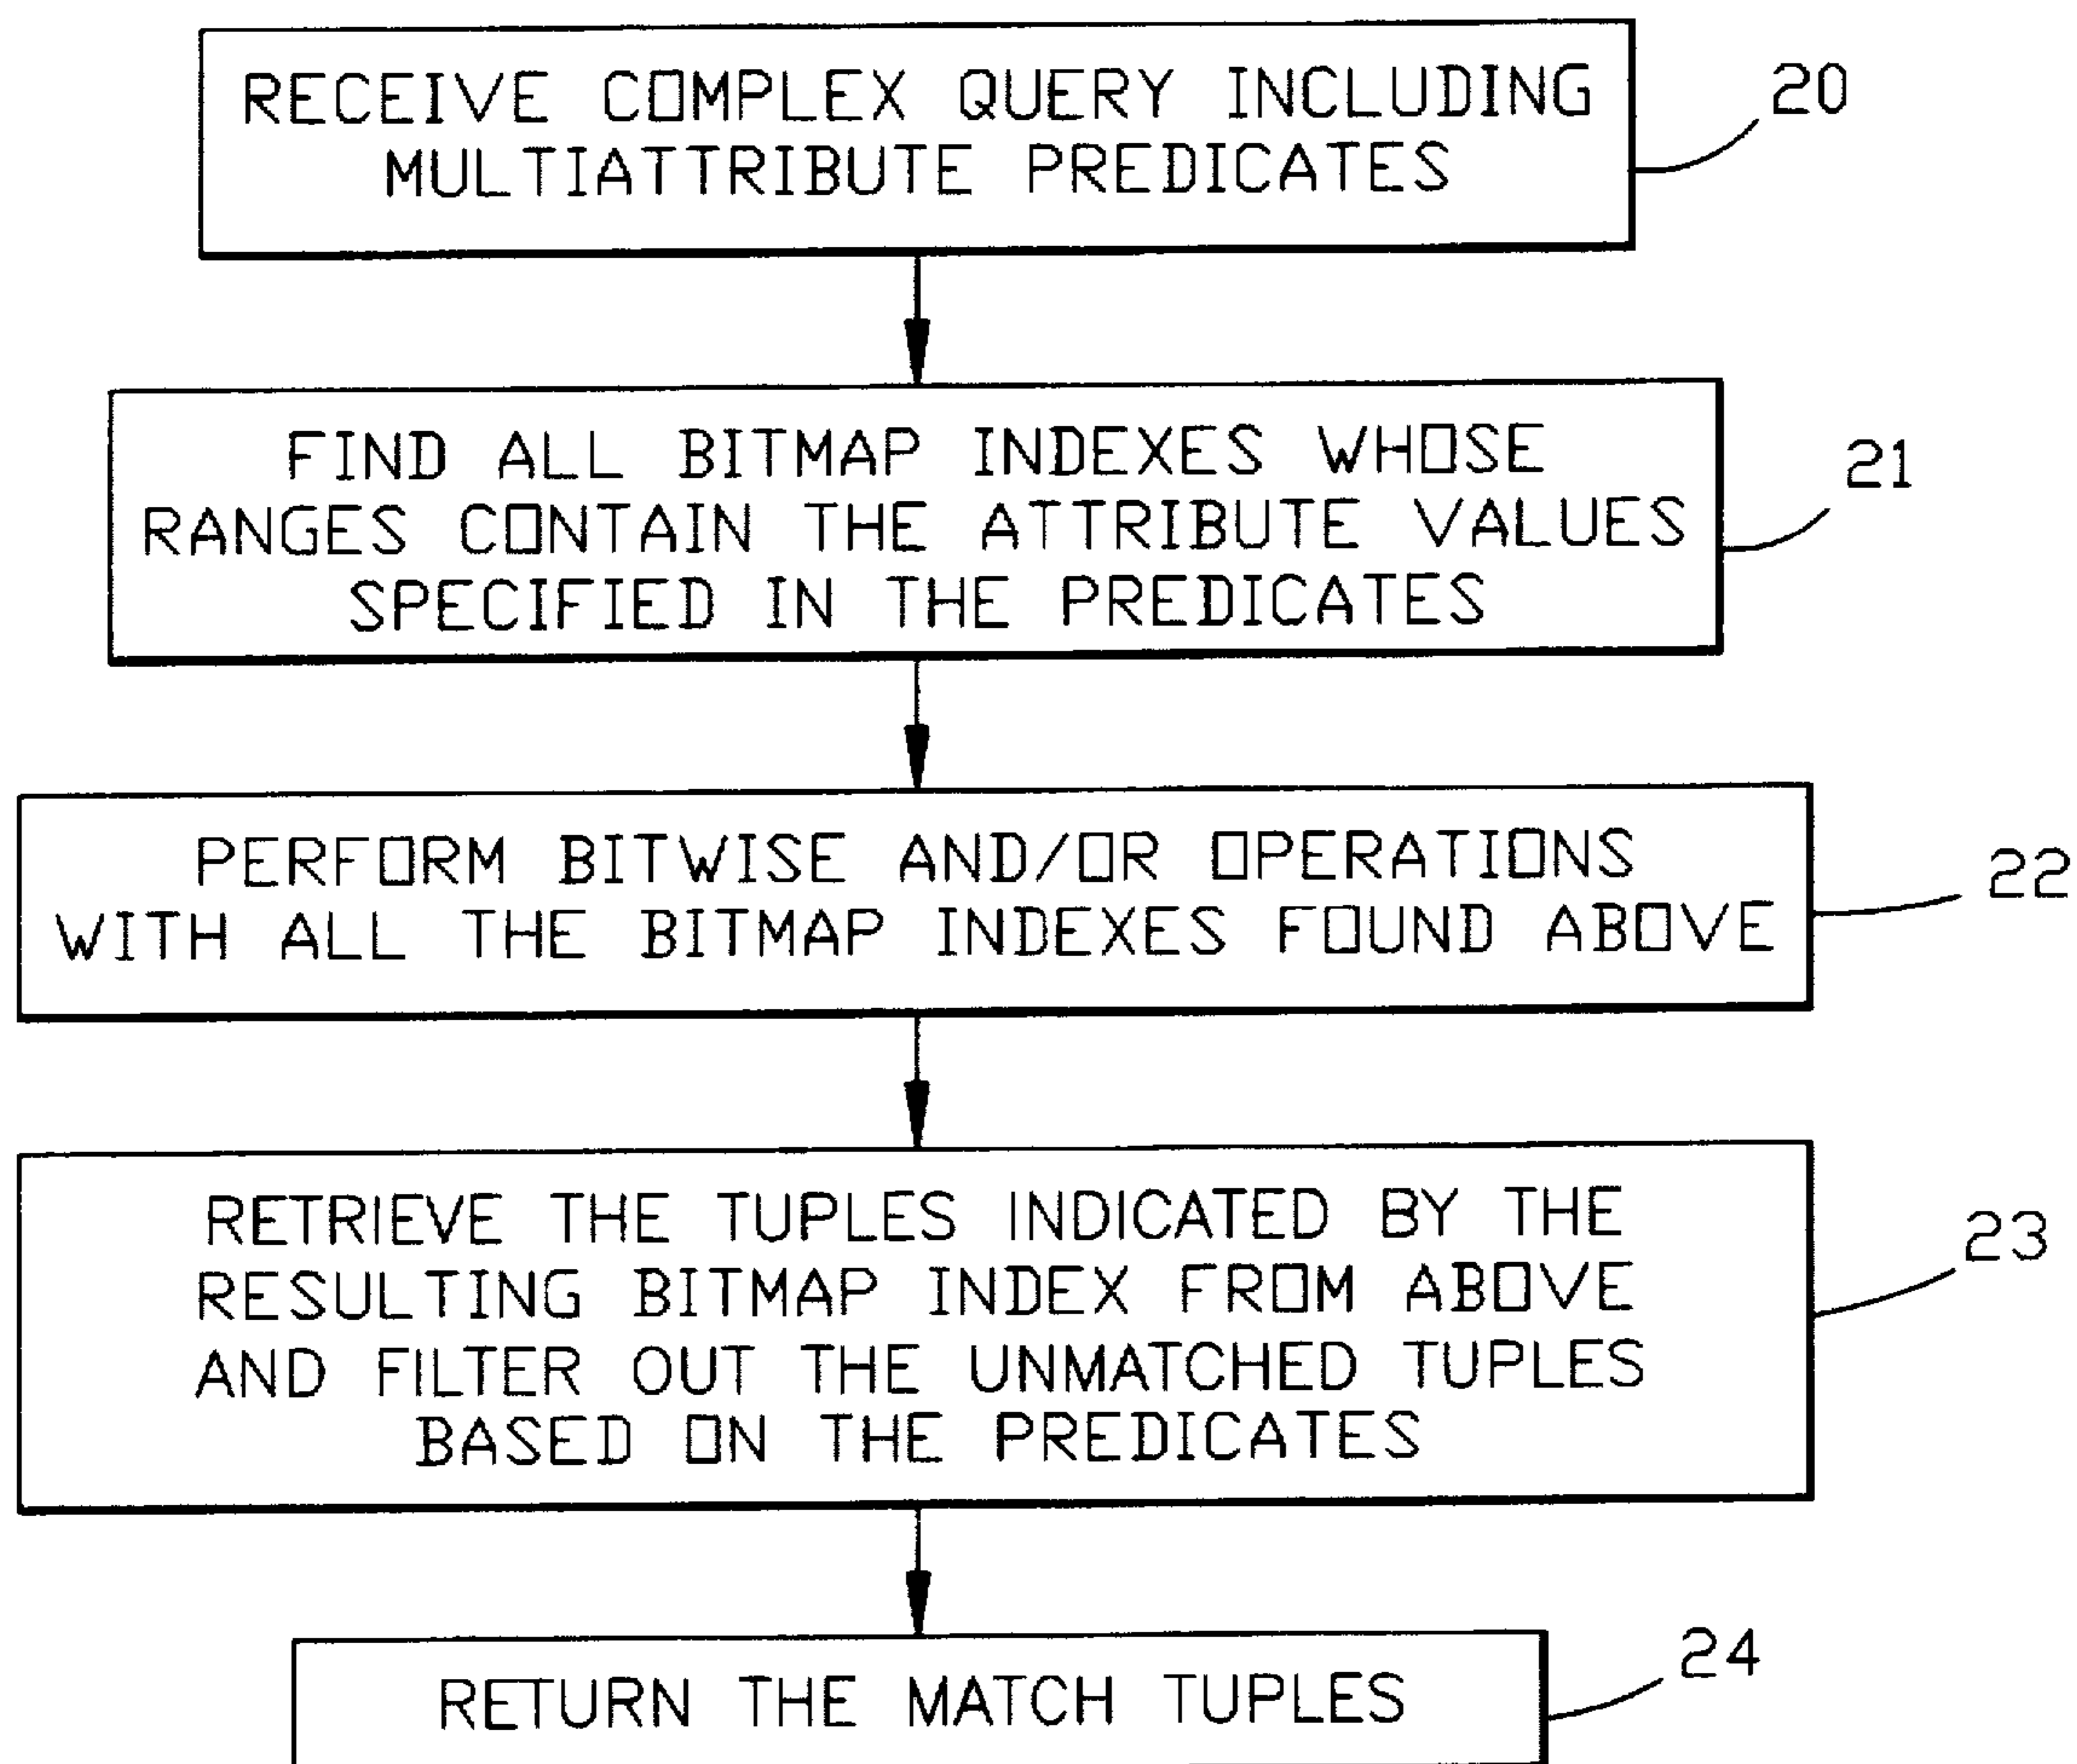 RECEIVE COMPLEX QUERY INCLUDING
MULTIATTRIBUTE PREDICATES
20
FIND ALL BITMAP INDEXES WHOSE
RANGES CONTAIN THE ATTRIBUTE VALUES
SPECIFIED IN THE PREDICATES
21
PERFORM BITWISE AND/OR OPERATIONS
WITH ALL THE BITMAP INDEXES FOUND ABOVE
22
RETRIEVE THE TUPLES INDICATED BY THE
RESULTING BITMAP INDEX FROM ABOVE
AND FILTER OUT THE UNMATCHED TUPLES
BASED ON THE PREDICATES
23
RETURN THE MATCH TUPLES
24